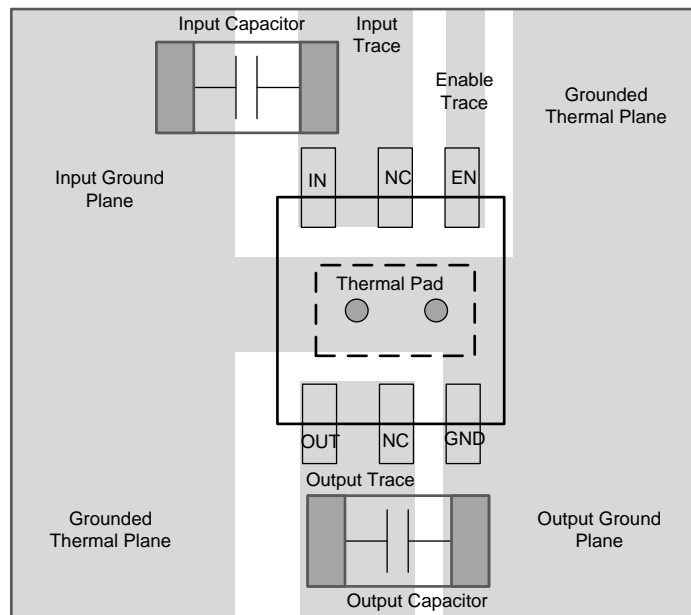 Input Capacitor
Input
Trace
Enable
Trace
Grounded
Thermal Plane
Input Ground
Plane
IN
NC
EN
Thermal Pad
OUT
NC
GND
Output Trace
Grounded
Thermal Plane
Output Ground
Plane
Output Capacitor